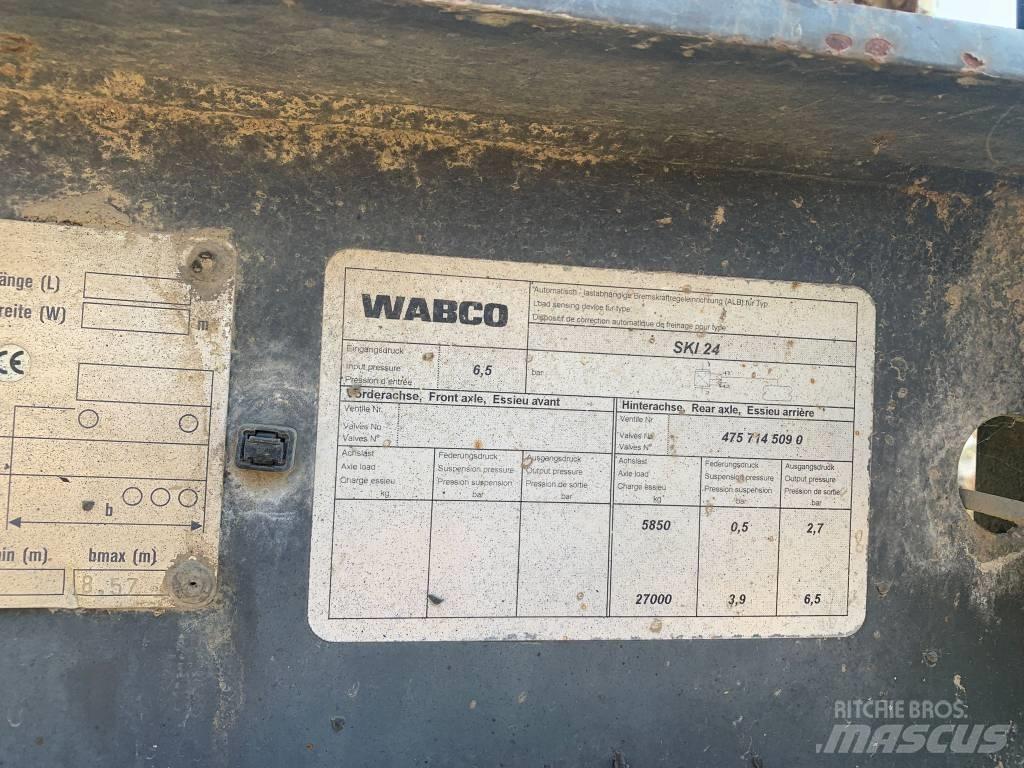 änge (L)
reite (W)
m
CE
b
in (m) bmax (m)
8,57
WABCO
Automatisch - lastabhängige Bremskraftregeleinrichtung (ALB) für Typ
Load sensing device für type
Dispositif de correction automatique de freinage pour type
SKI 24
Eingangsdruck
Input pressure
Pression d'entrée
6,5
bar
Vorderachse, Front axle, Essieu avant
Ventile Nr.
Valves No
Valves N°
Achslast
Axle load
Charge essieu
kg
Federungsdruck
Suspension pressure
Pression suspension
bar
Ausgangsdruck
Output pressure
Pression de sortie
bar
Hinterachse, Rear axle, Essieu arrière
Ventile Nr
Valves No
Valves N°
475 714 509 0
Achslast
Axle load
Charge essieu
kg
Federungsdruck
Suspension pressure
Pression suspension
bar
Ausgangsdruck
Output pressure
Pression de sortie
bar
5850 0,5 2,7
27000 3,9 6,5
RITCHIE BROS.
MASCUS